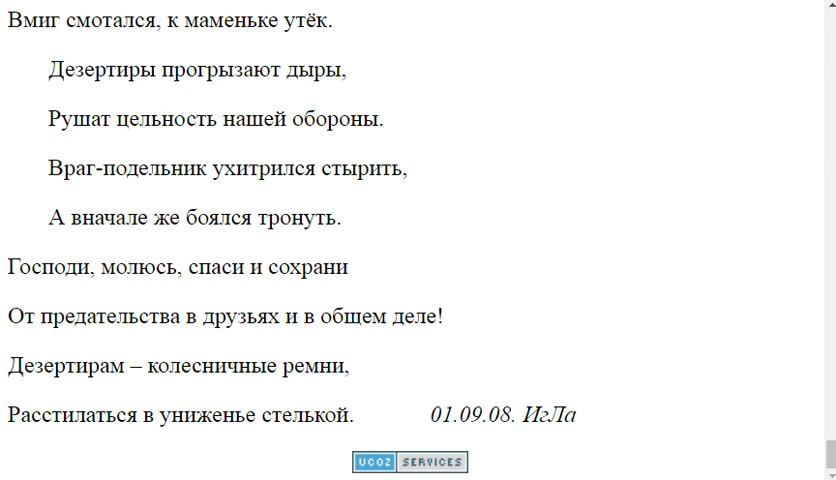 Вмиг смотался, к маменьке утёк.
Дезертиры прогрызают дыры,
Рушат цельность нашей обороны.
Враг-подельник ухитрился стырить,
А вначале же боялся тронуть.
Господи, молюсь, спаси и сохрани
От предательства в друзьях и в общем деле!
Дезертирам – колесничные ремни,
Расстилаться в униженье стелькой. 01.09.08. ИгЛа
UCOZ SERVICES